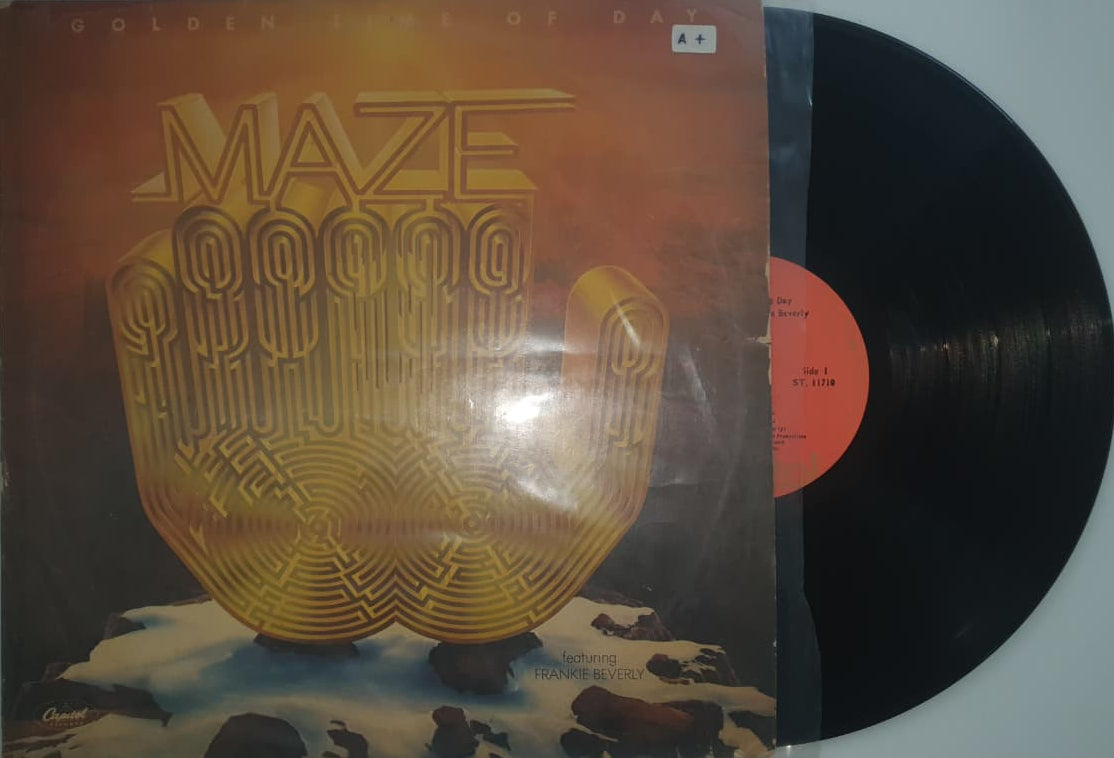 GOLDEN TIME OF DAY
A +
MAZE
featuring
FRANKIE BEVERLY
Capitol
Day
Beverly
Side 1
ST. 11710